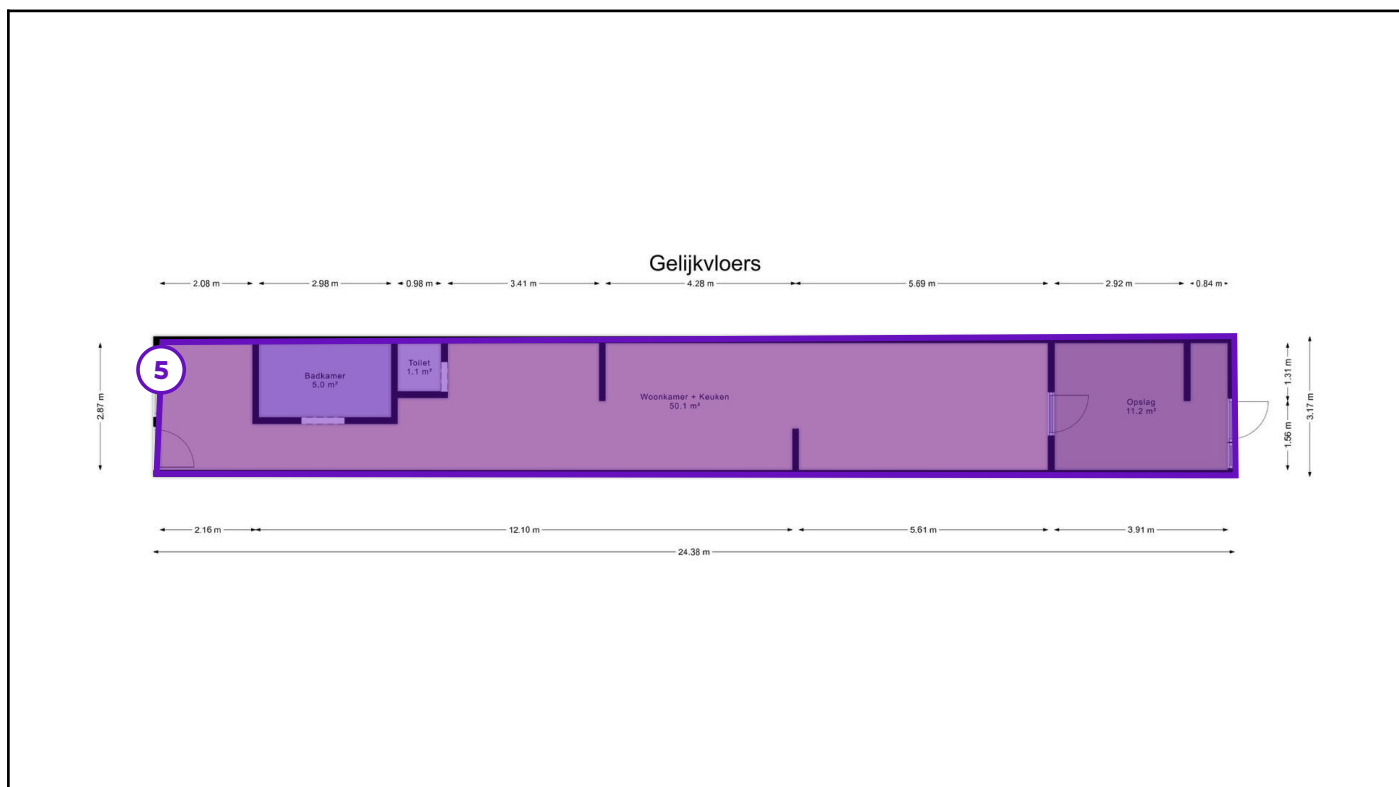 Gelijkvloers
2.08 m 2.98 m 0.98 m 3.41 m 4.28 m 5.69 m 2.92 m 0.84 m
5
Badkamer
5.0 m²
Toilet
1.1 m²
Woonkamer + Keuken
50.1 m²
Opslag
11.2 m²
2.87 m
1.31 m
1.56 m
3.17 m
2.16 m 12.10 m 5.61 m 3.91 m
24.38 m